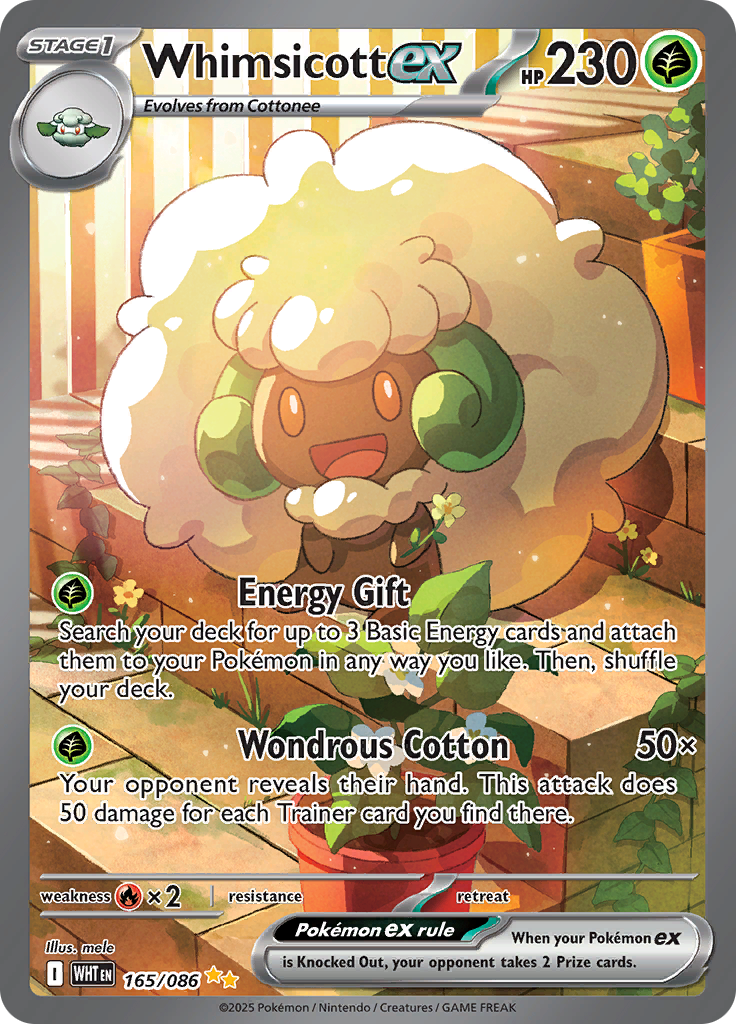 STAGE1
Whimsicott ex
HP 230
Evolves from Cottonee
Energy Gift
Search your deck for up to 3 Basic Energy cards and attach
them to your Pokémon in any way you like. Then, shuffle
your deck.
Wondrous Cotton 50×
Your opponent reveals their hand. This attack does
50 damage for each Trainer card you find there.
weakness ×2 resistance retreat
Pokémon ex rule
When your Pokémon ex
is Knocked Out, your opponent takes 2 Prize cards.
Illus. mele
I WHT EN 165/086
©2025 Pokémon / Nintendo / Creatures / GAME FREAK